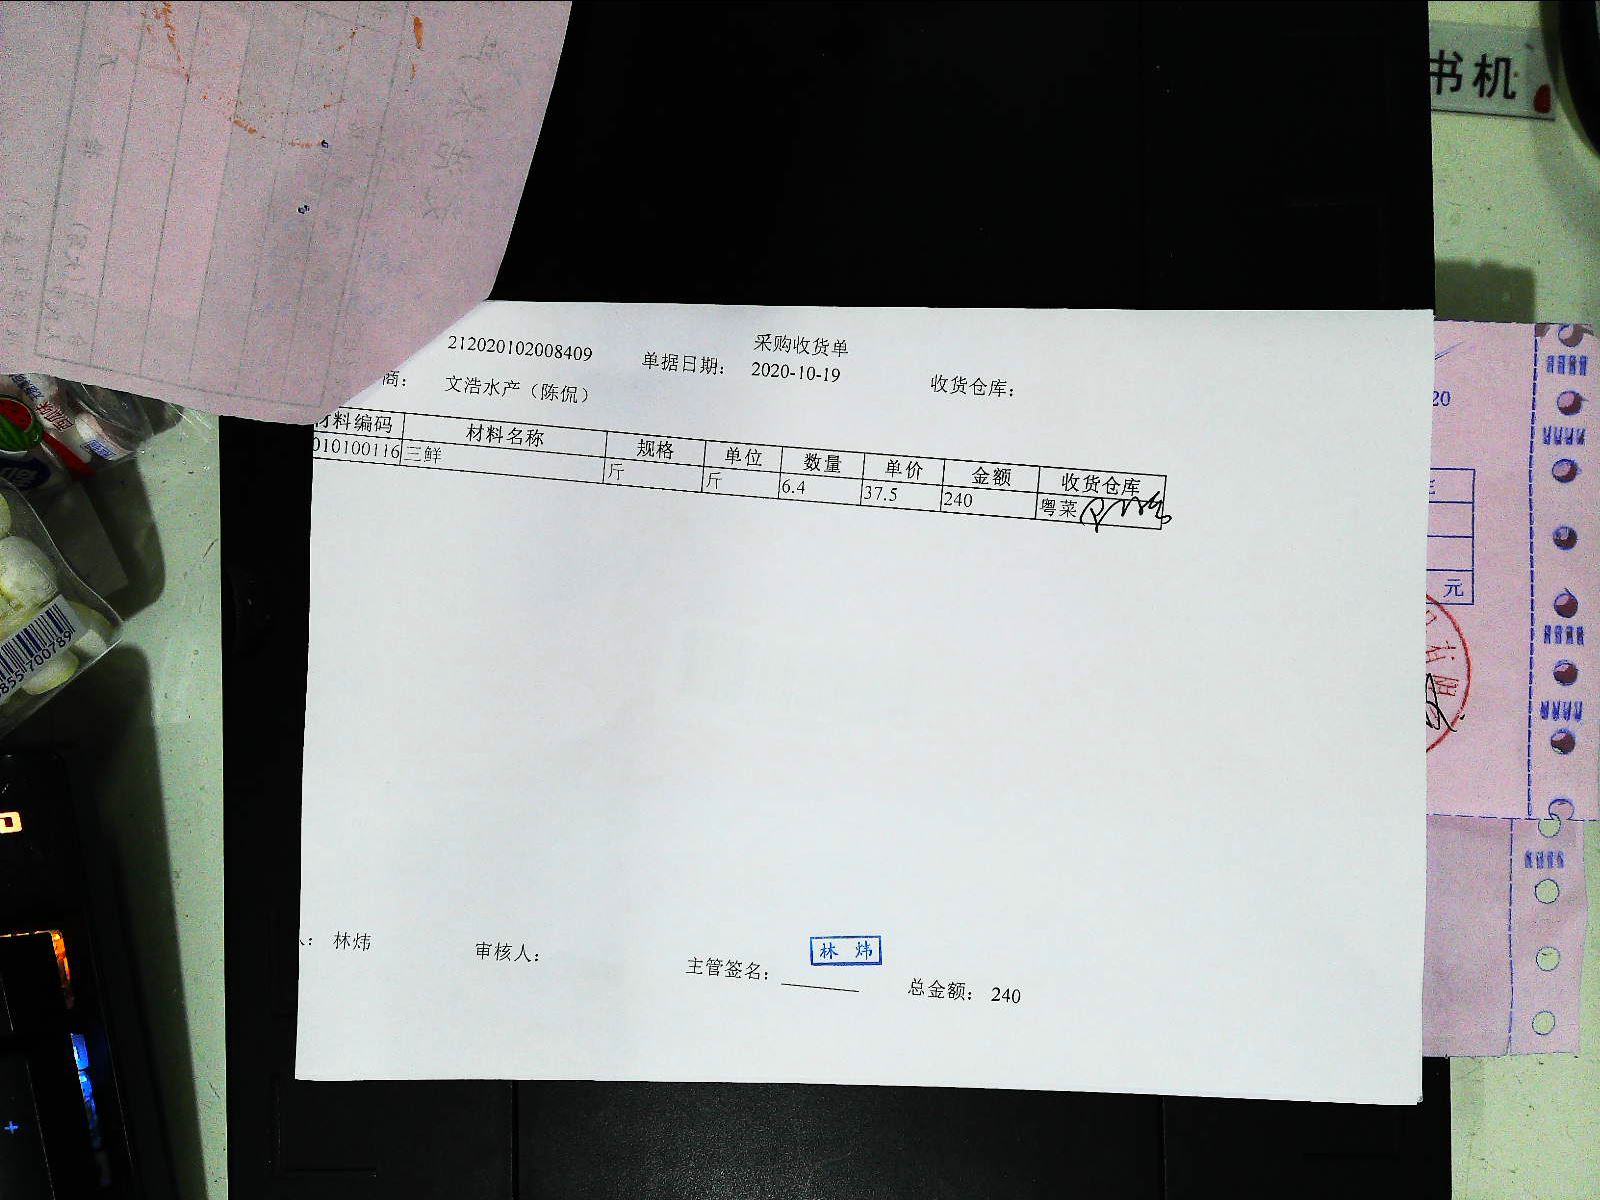 书机
采购收货单
212020102008409 单据日期: 2020-10-19 收货仓库:
商: 文浩水产（陈侃）
材料编码 材料名称 规格 单位 数量 单价 金额 收货仓库
010100116 三鲜 斤 斤 6.4 37.5 240 粤菜
人: 林炜 审核人: 主管签名: 林 炜 总金额: 240
20
元
855700789